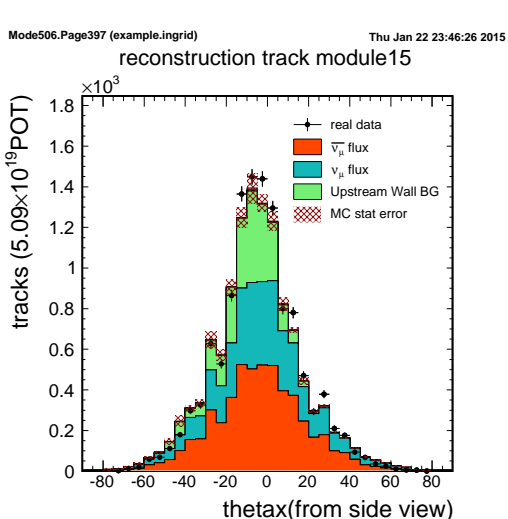 Mode506.Page397 (example.ingrid)
Thu Jan 22 23:46:26 2015
reconstruction track module15
×10³
tracks (5.09×10¹⁹POT)
1.8
1.6
1.4
1.2
1
0.8
0.6
0.4
0.2
0
real data
ν̅μ flux
νμ flux
Upstream Wall BG
MC stat error
-80 -60 -40 -20 0 20 40 60 80
thetax(from side view)